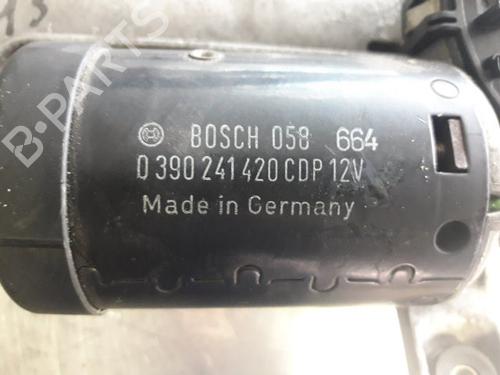 B-PARTS
BOSCH 058 664
0 390 241 420 CDP 12V
Made in Germany